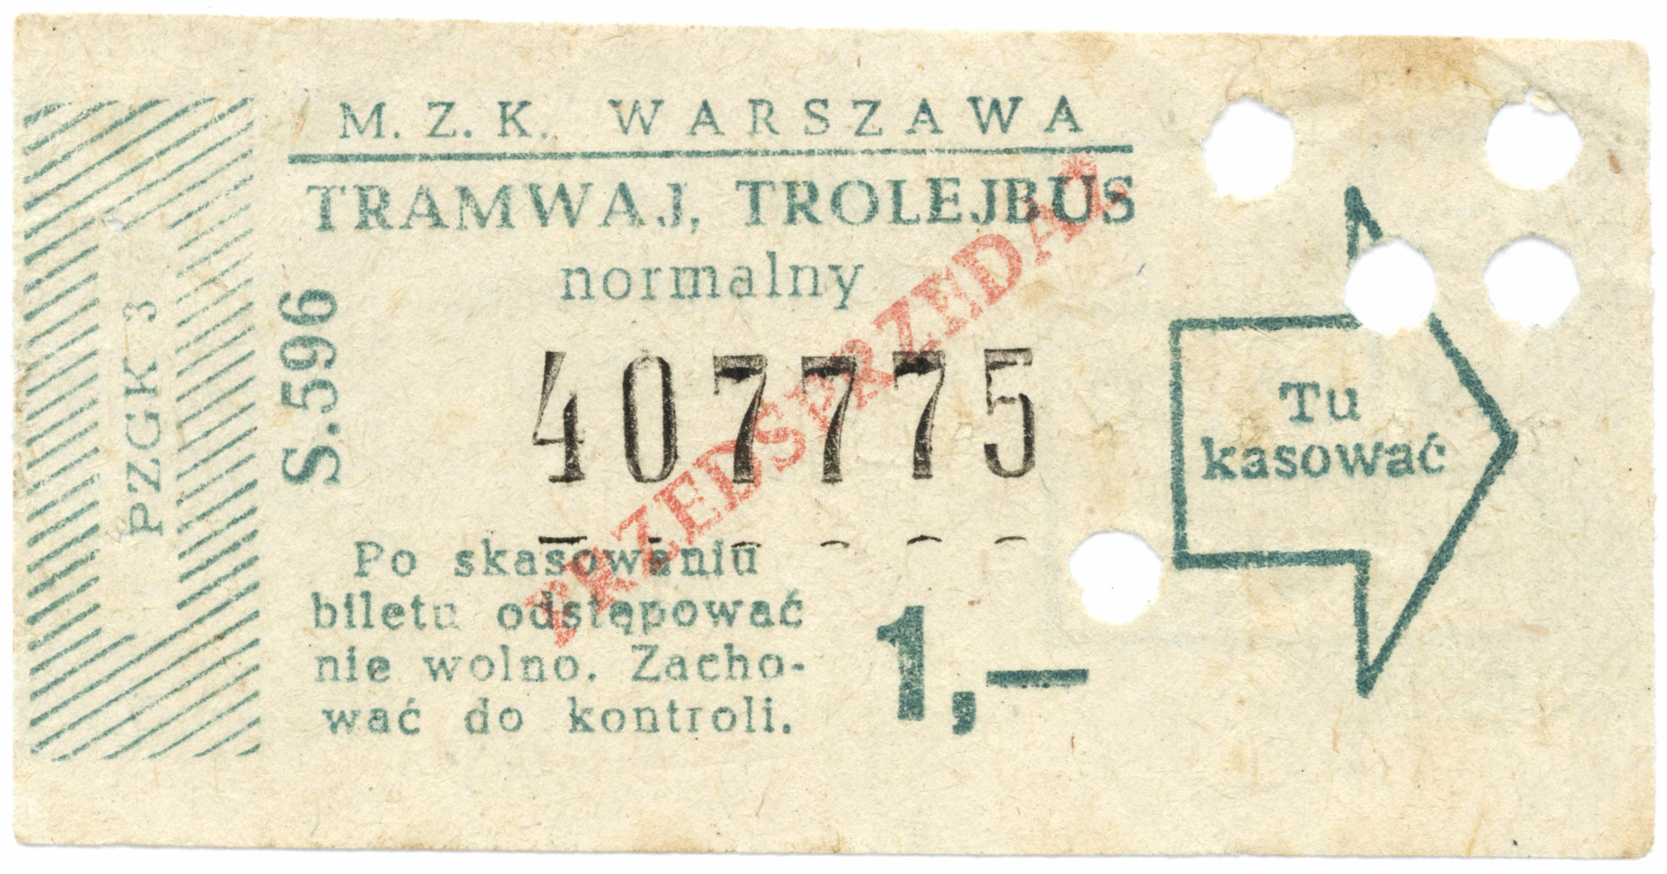 M. Z. K. WARSZAWA
TRAMWAJ, TROLEJBUS
normalny
PZGK 3
S.596
407775
PRZEDSPRZEDAŻ
Po skasowaniu
biletu odstąpować
nie wolno. Zacho-
wać do kontroli.
1,—
Tu
kasować